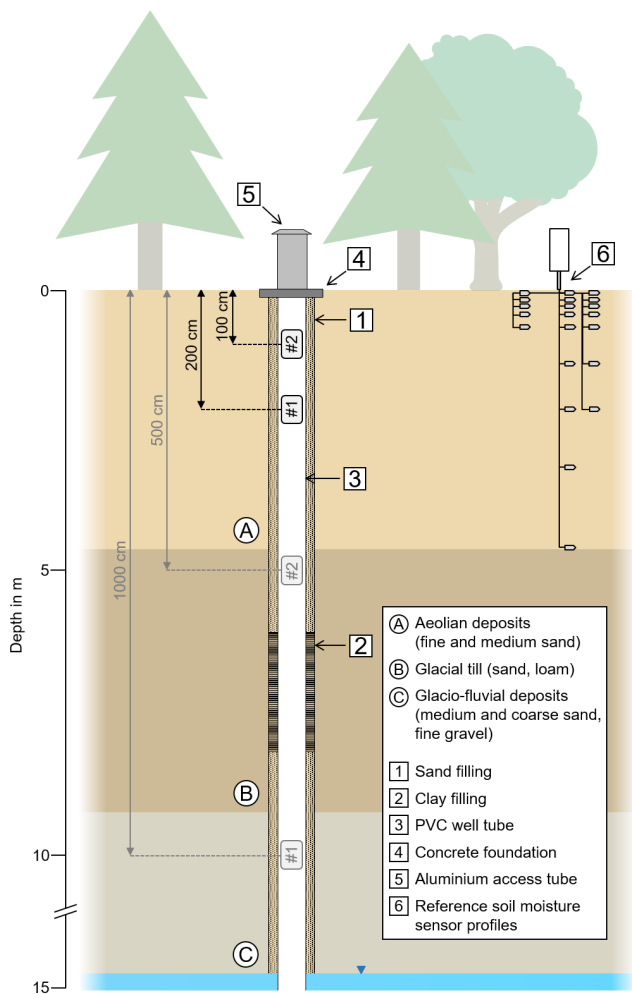 5
4
6
0
1
100 cm
#2
200 cm
#1
500 cm
3
A
1000 cm
5
#2
Depth in m
2
B
10
#1
C
15
A Aeolian deposits
(fine and medium sand)
B Glacial till (sand, loam)
C Glacio-fluvial deposits
(medium and coarse sand,
fine gravel)
1 Sand filling
2 Clay filling
3 PVC well tube
4 Concrete foundation
5 Aluminium access tube
6 Reference soil moisture
sensor profiles